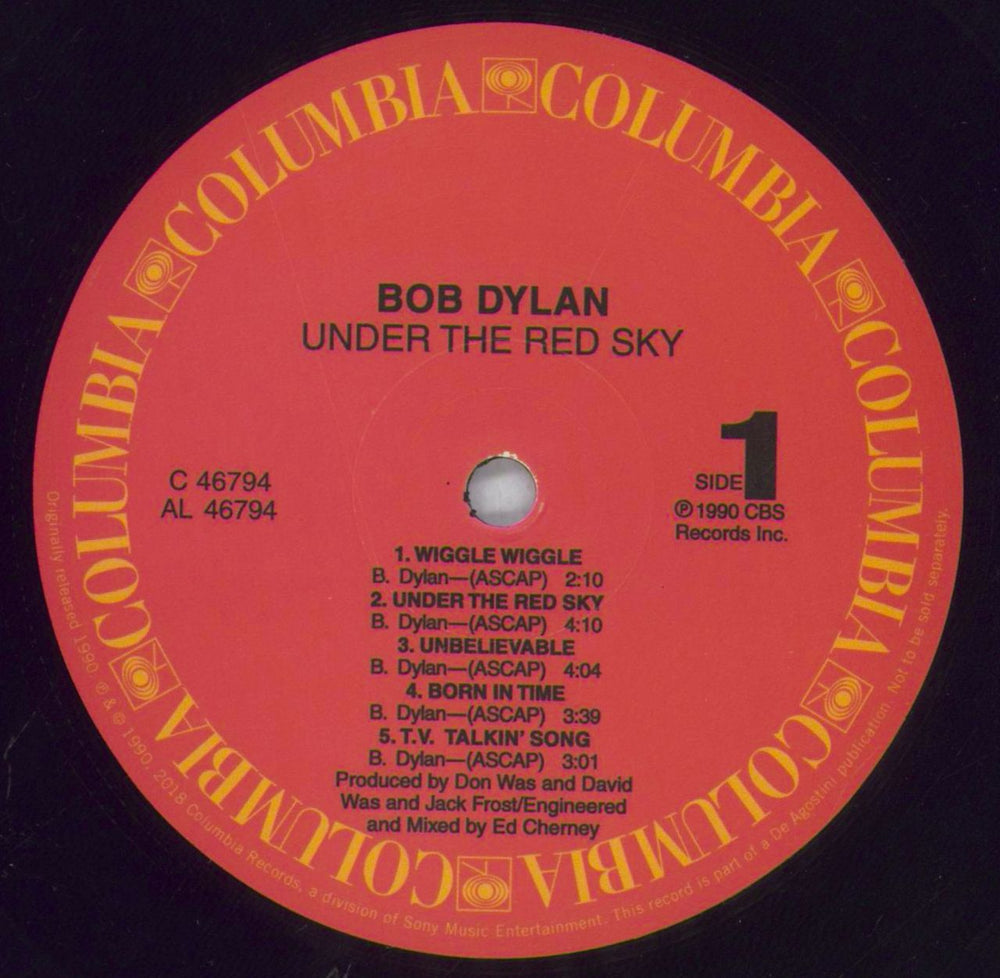 COLUMBIA COLUMBIA COLUMBIA COLUMBIA COLUMBIA COLUMBIA
BOB DYLAN
UNDER THE RED SKY
C 46794
AL 46794
SIDE 1
℗ 1990 CBS
Records Inc.
1. WIGGLE WIGGLE
B. Dylan—(ASCAP) 2:10
2. UNDER THE RED SKY
B. Dylan—(ASCAP) 4:10
3. UNBELIEVABLE
B. Dylan—(ASCAP) 4:04
4. BORN IN TIME
B. Dylan—(ASCAP) 3:39
5. T.V. TALKIN' SONG
B. Dylan—(ASCAP) 3:01
Produced by Don Was and David
Was and Jack Frost/Engineered
and Mixed by Ed Cherney
Originally released 1990. ℗ & © 1990, 2018 Columbia Records, a division of Sony Music Entertainment. This record is part of a De Agostini publication. Not to be sold separately.